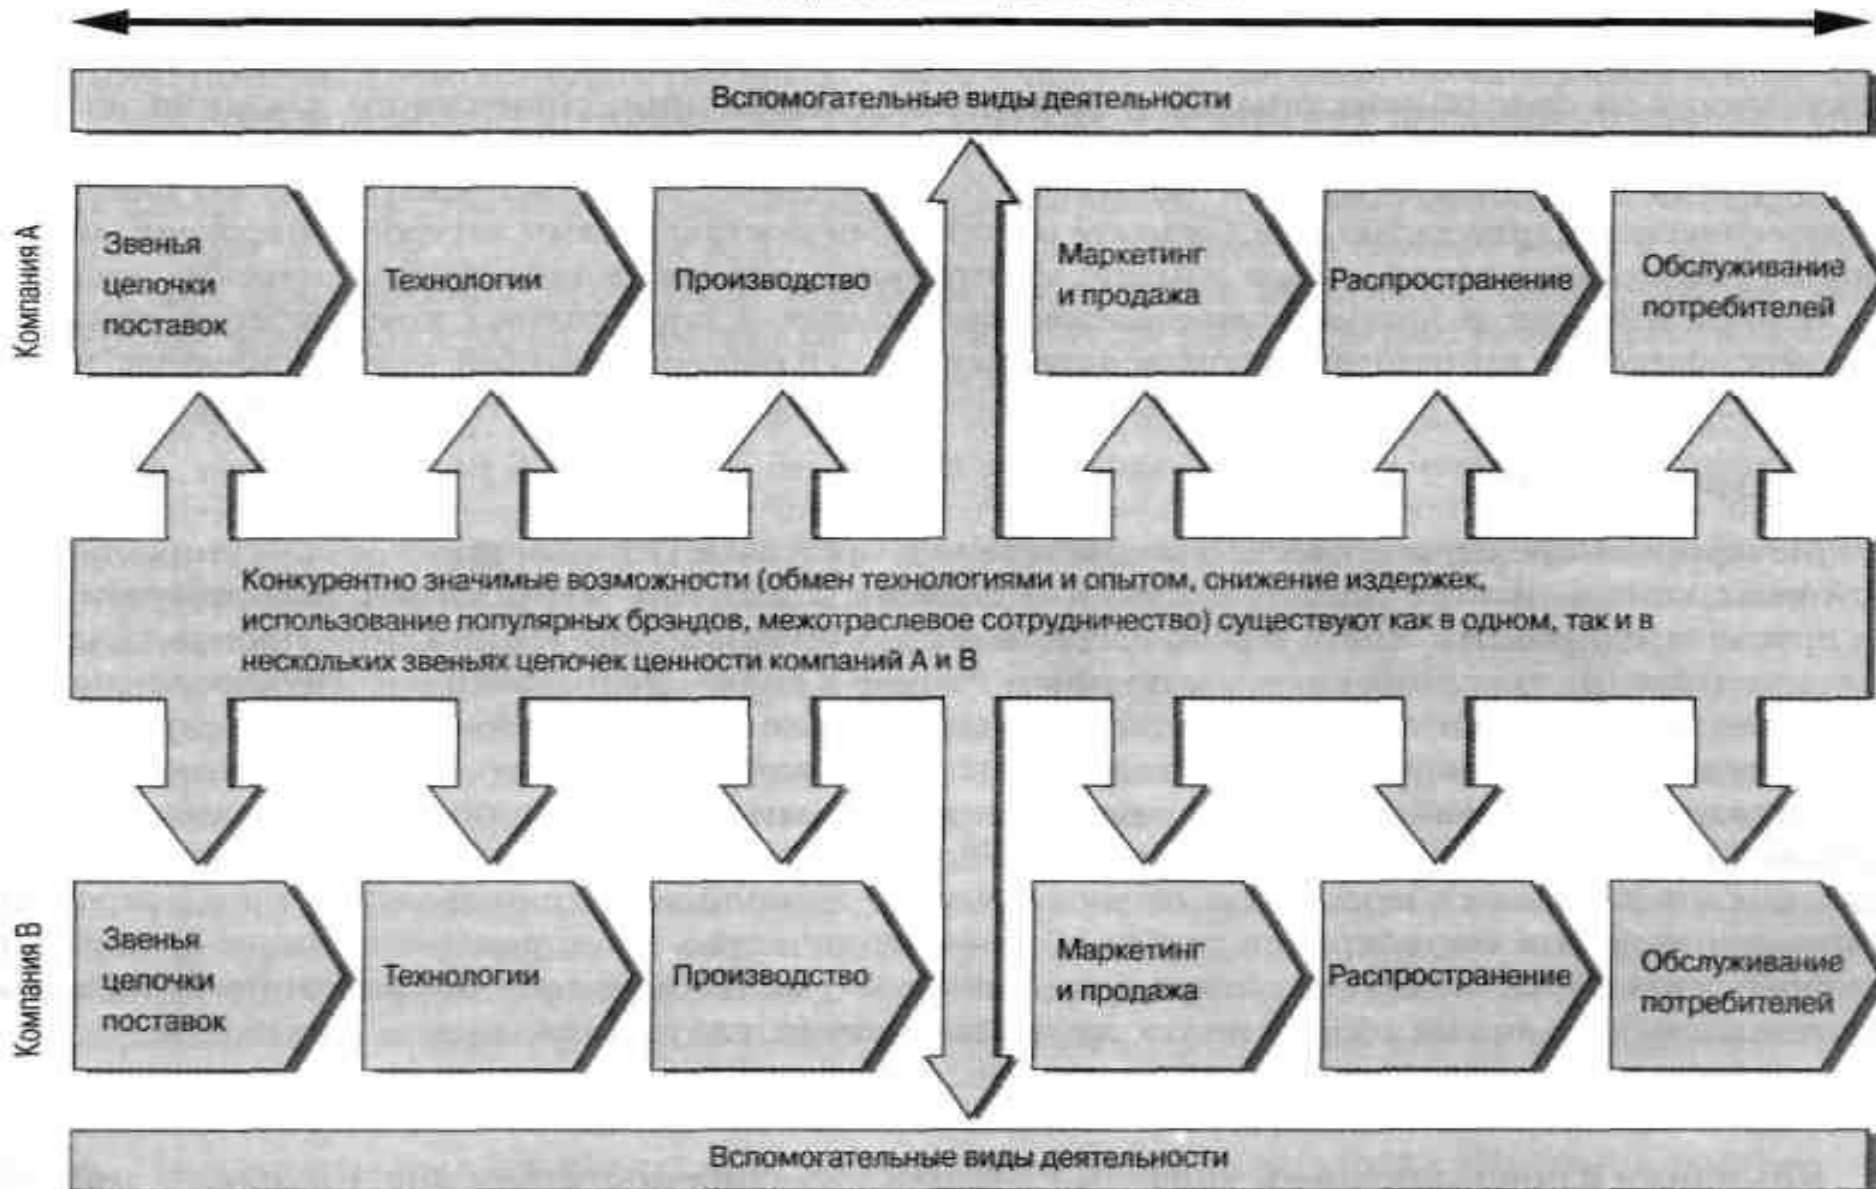 Вспомогательные виды деятельности
Компания А
Звенья
цепочки
поставок
Технологии
Производство
Маркетинг
и продажа
Распространение
Обслуживание
потребителей
Конкурентно значимые возможности (обмен технологиями и опытом, снижение издержек,
использование популярных брэндов, межотраслевое сотрудничество) существуют как в одном, так и в
нескольких звеньях цепочек ценности компаний А и В
Компания В
Звенья
цепочки
поставок
Технологии
Производство
Маркетинг
и продажа
Распространение
Обслуживание
потребителей
Вспомогательные виды деятельности